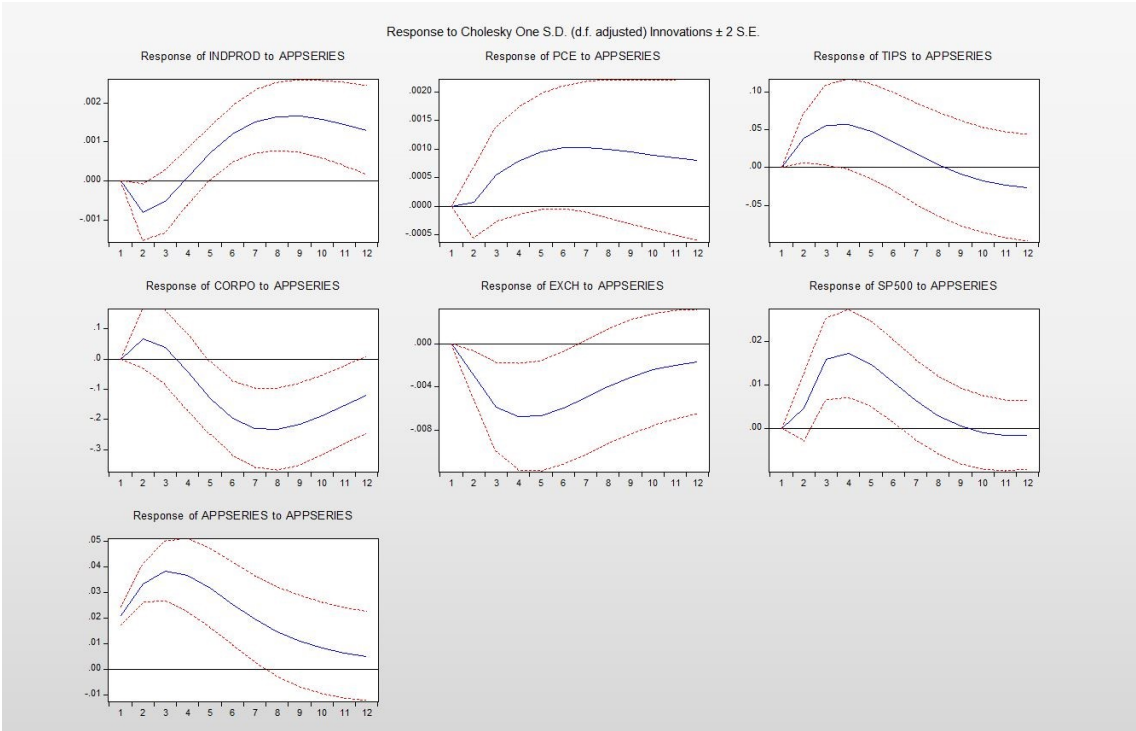 Response to Cholesky One S.D. (d.f. adjusted) Innovations ± 2 S.E.
Response of INDPROD to APPSERIES
.002
.001
.000
-.001
1 2 3 4 5 6 7 8 9 10 11 12
Response of PCE to APPSERIES
.0020
.0015
.0010
.0005
.0000
-.0005
1 2 3 4 5 6 7 8 9 10 11 12
Response of TIPS to APPSERIES
.10
.05
.00
-.05
1 2 3 4 5 6 7 8 9 10 11 12
Response of CORPO to APPSERIES
.1
.0
-.1
-.2
-.3
1 2 3 4 5 6 7 8 9 10 11 12
Response of EXCH to APPSERIES
.000
-.004
-.008
1 2 3 4 5 6 7 8 9 10 11 12
Response of SP500 to APPSERIES
.02
.01
.00
1 2 3 4 5 6 7 8 9 10 11 12
Response of APPSERIES to APPSERIES
.05
.04
.03
.02
.01
.00
-.01
1 2 3 4 5 6 7 8 9 10 11 12